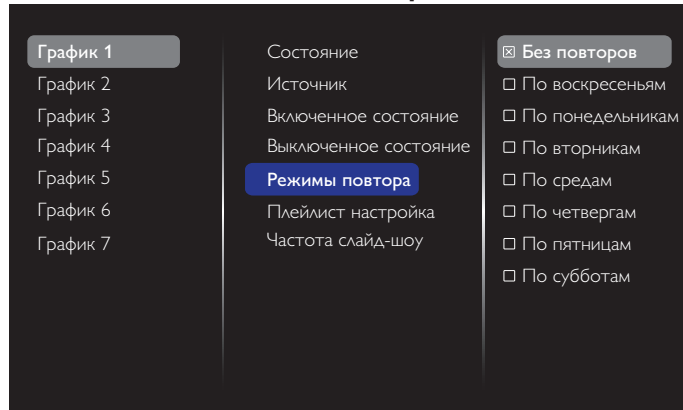 График 1
График 2
График 3
График 4
График 5
График 6
График 7
Состояние
Источник
Включенное состояние
Выключенное состояние
Режимы повтора
Плейлист настройка
Частота слайд-шоу
Без повторов
По воскресеньям
По понедельникам
По вторникам
По средам
По четвергам
По пятницам
По субботам